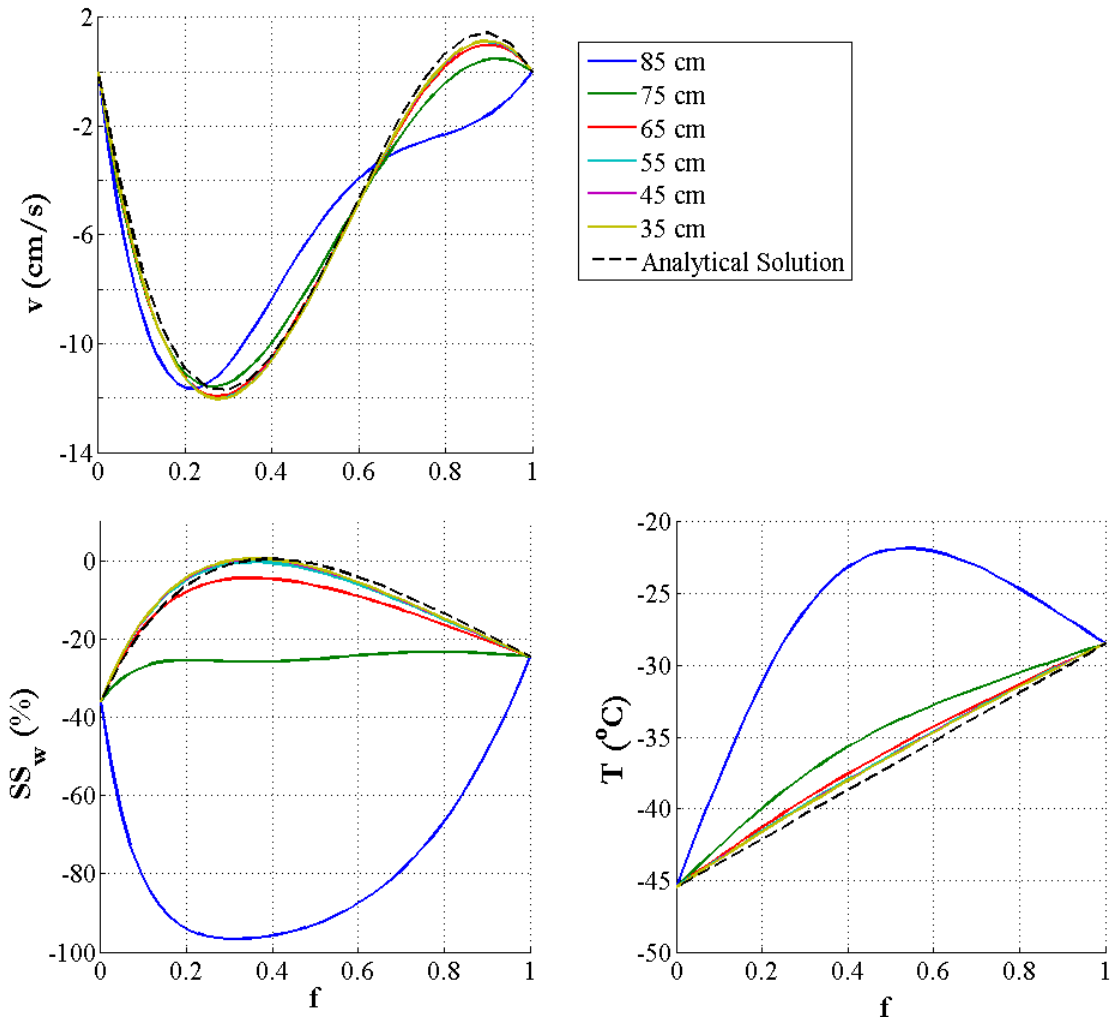 2
-2
-6
-10
-14
v (cm/s)
0 0.2 0.4 0.6 0.8 1
85 cm
75 cm
65 cm
55 cm
45 cm
35 cm
Analytical Solution
0
-20
-40
-60
-80
-100
SS_w (%)
0 0.2 0.4 0.6 0.8 1
f
-20
-25
-30
-35
-40
-45
-50
T (°C)
0 0.2 0.4 0.6 0.8 1
f